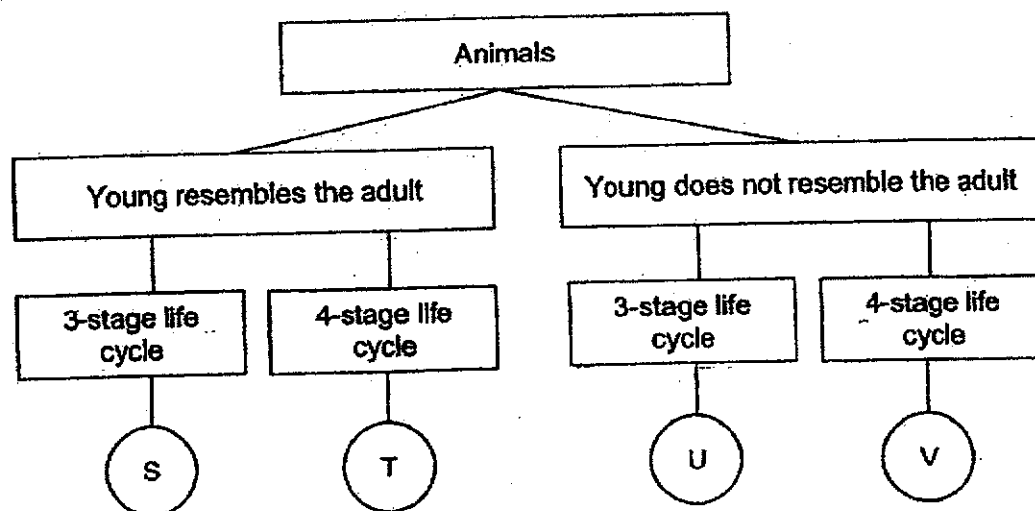 Animals
Young resembles the adult
Young does not resemble the adult
3-stage life
cycle
4-stage life
cycle
3-stage life
cycle
4-stage life
cycle
S
T
U
V